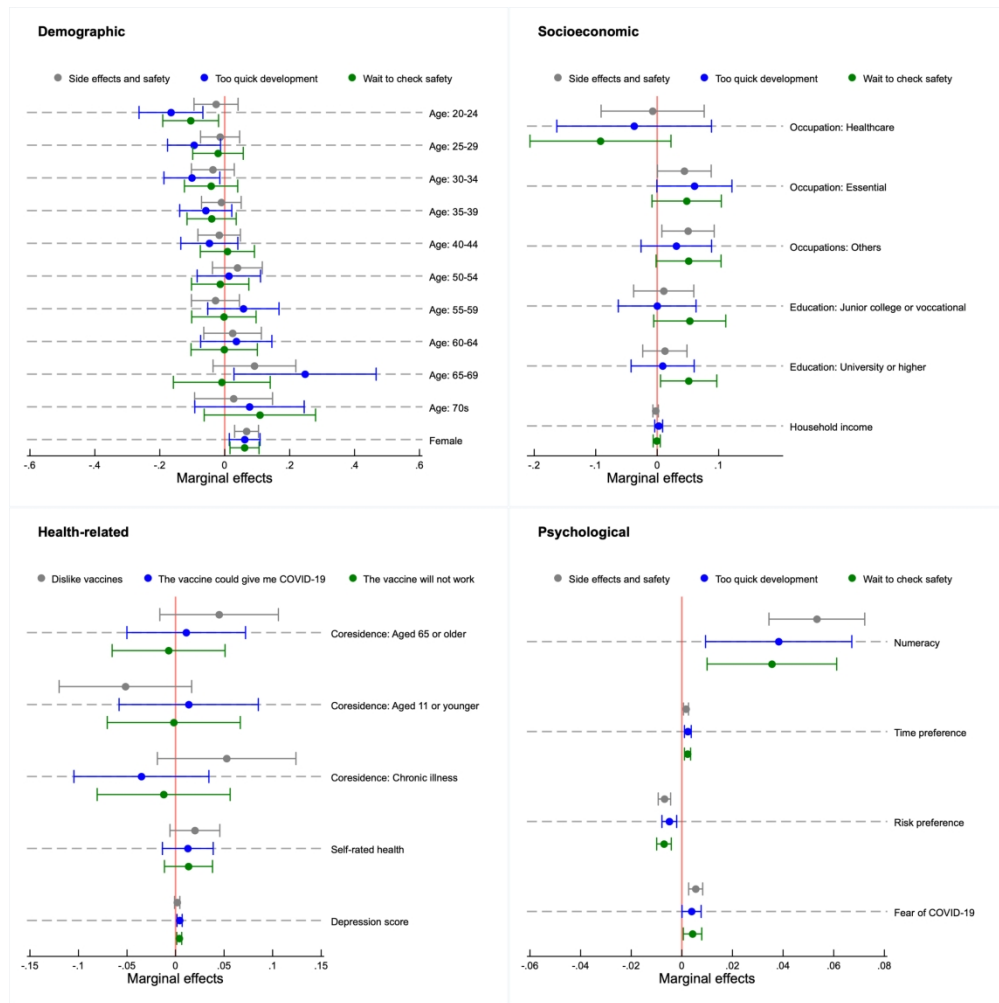 Demographic
Side effects and safety Too quick development Wait to check safety
Age: 20-24
Age: 25-29
Age: 30-34
Age: 35-39
Age: 40-44
Age: 50-54
Age: 55-59
Age: 60-64
Age: 65-69
Age: 70s
Female
-.6 -.4 -.2 0 .2 .4 .6
Marginal effects
Socioeconomic
Side effects and safety Too quick development Wait to check safety
Occupation: Healthcare
Occupation: Essential
Occupations: Others
Education: Junior college or voccational
Education: University or higher
Household income
-.2 -.1 0 .1
Marginal effects
Health-related
Dislike vaccines The vaccine could give me COVID-19 The vaccine will not work
Coresidence: Aged 65 or older
Coresidence: Aged 11 or younger
Coresidence: Chronic illness
Self-rated health
Depression score
-.15 -.1 -.05 0 .05 .1 .15
Marginal effects
Psychological
Side effects and safety Too quick development Wait to check safety
Numeracy
Time preference
Risk preference
Fear of COVID-19
-.06 -.04 -.02 0 .02 .04 .06 .08
Marginal effects